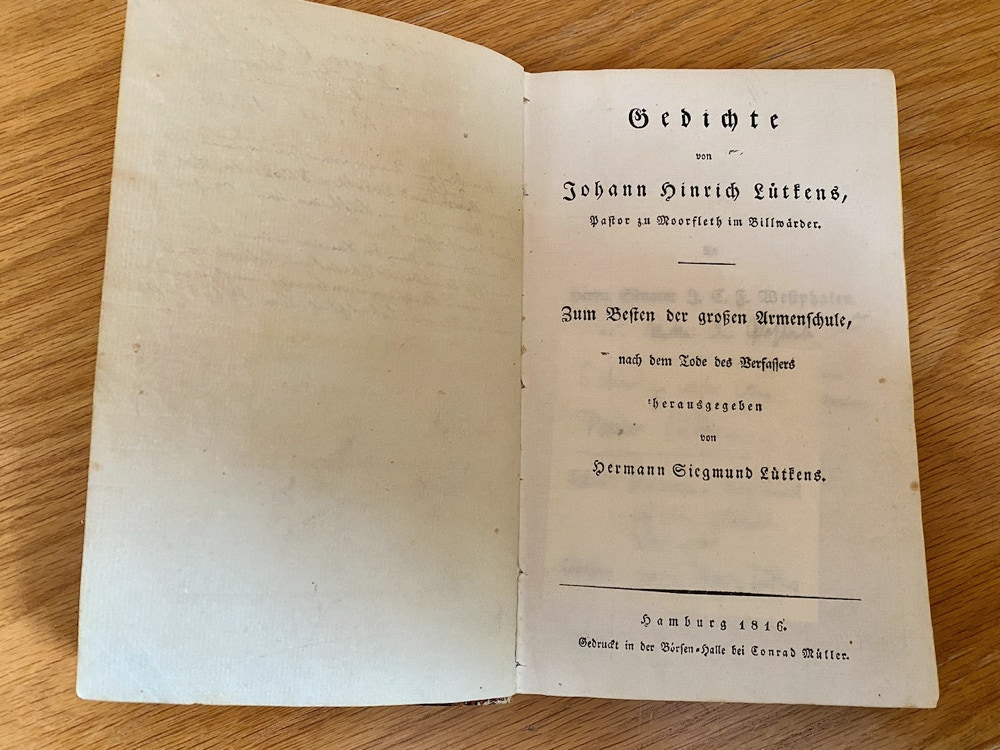 Gedichte
von
Johann Hinrich Lütkens,
Pastor zu Moorfleth im Billwärder.
Zum Besten der großen Armenschule,
nach dem Tode des Verfassers
herausgegeben
von
Hermann Siegmund Lütkens.
Hamburg 1816.
Gedruckt in der Börsen-Halle bei Conrad Müller.